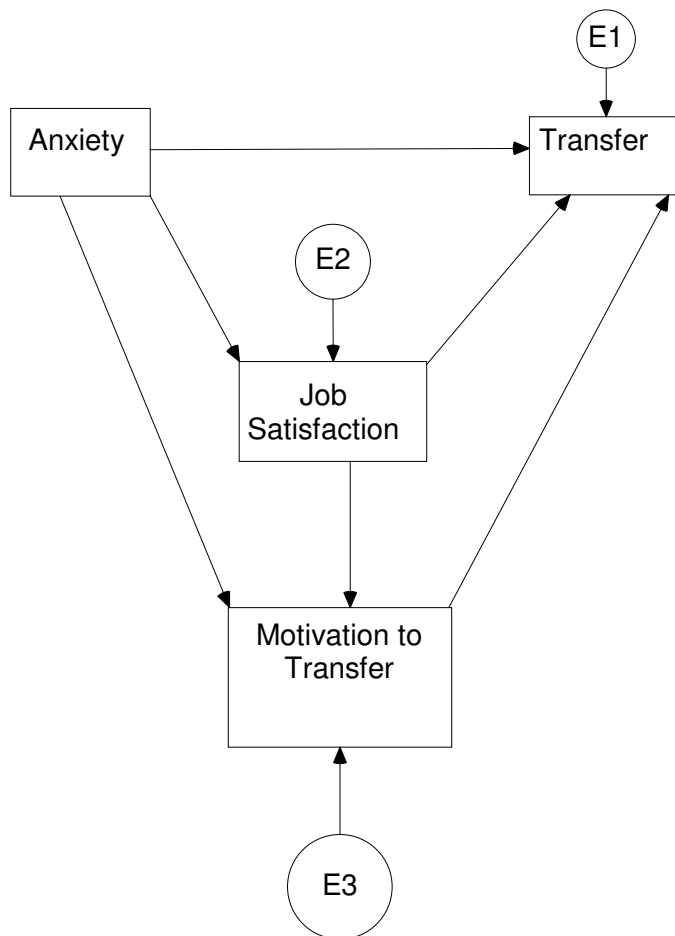 E1
Anxiety
Transfer
E2
Job
Satisfaction
Motivation to
Transfer
E3